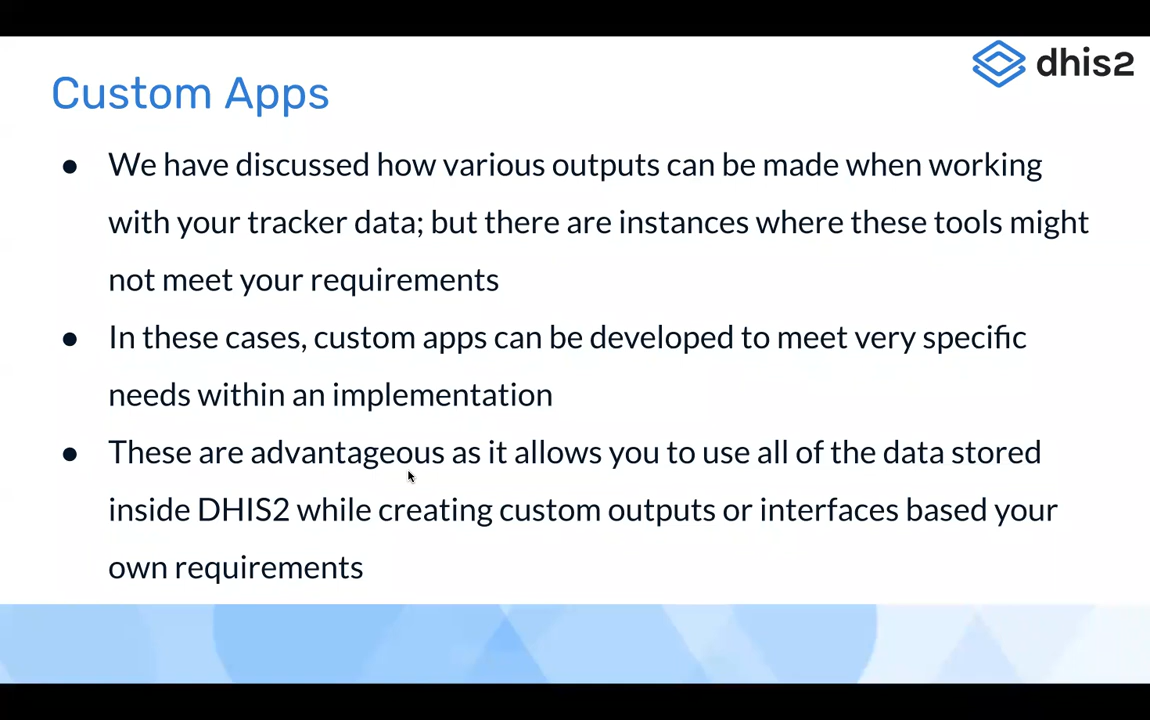 dhis2
Custom Apps
● We have discussed how various outputs can be made when working
with your tracker data; but there are instances where these tools might
not meet your requirements
● In these cases, custom apps can be developed to meet very specific
needs within an implementation
● These are advantageous as it allows you to use all of the data stored
inside DHIS2 while creating custom outputs or interfaces based your
own requirements